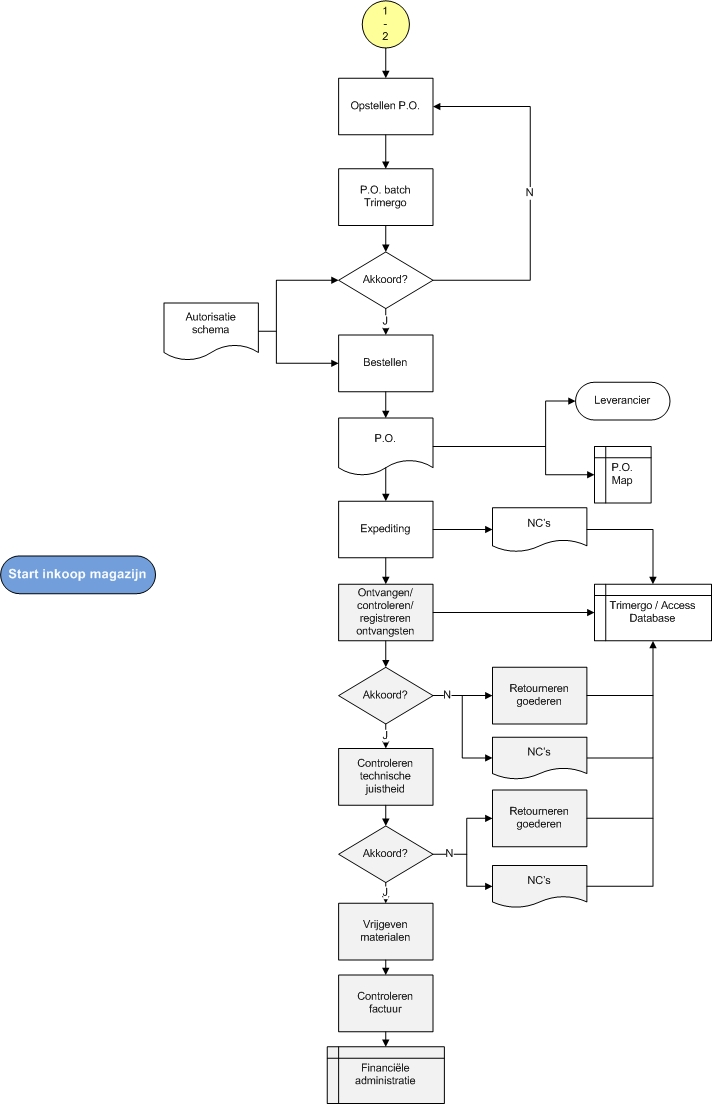 1
-
2
Opstellen P.O.
N
P.O. batch
Trimergo
Akkoord?
J
Autorisatie
schema
Bestellen
P.O.
Leverancier
P.O.
Map
Expediting
NC's
Start inkoop magazijn
Ontvangen/
controleren/
registreren
ontvangsten
Trimergo / Access
Database
Akkoord?
N
J
Retourneren
goederen
NC's
Controleren
technische
juistheid
Retourneren
goederen
Akkoord?
N
J
NC's
Vrijgeven
materialen
Controleren
factuur
Financiële
administratie